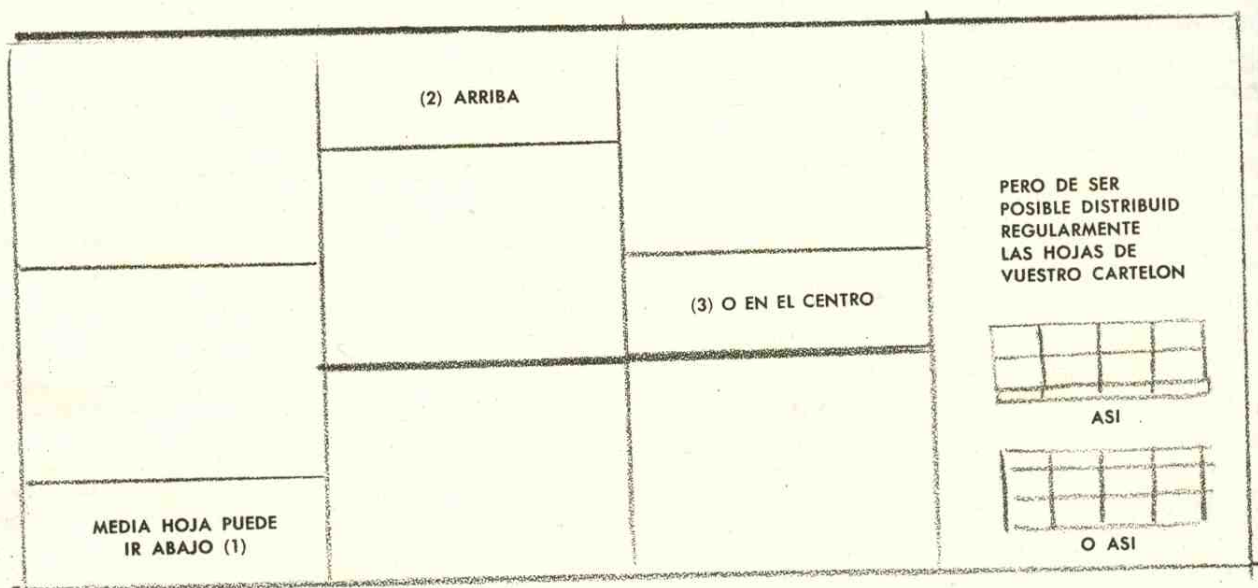 MEDIA HOJA PUEDE
IR ABAJO (1)
(2) ARRIBA
(3) O EN EL CENTRO
PERO DE SER
POSIBLE DISTRIBUID
REGULARMENTE
LAS HOJAS DE
VUESTRO CARTELON
ASI
O ASI